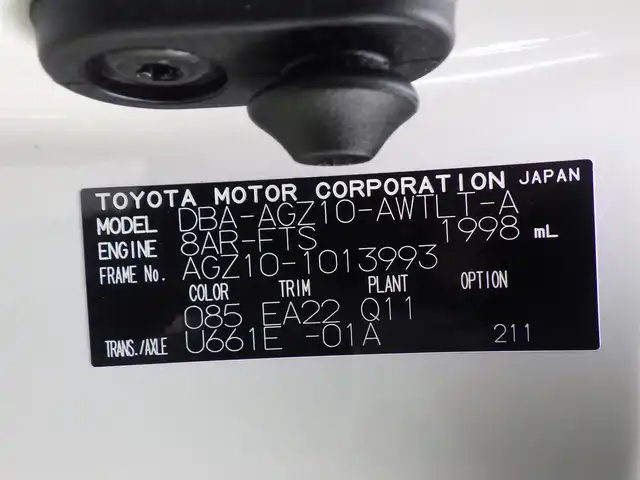 TOYOTA MOTOR CORPORATION JAPAN
MODEL DBA-AGZ10-AWTLT-A
ENGINE 8AR-FTS 1998 mL
FRAME No. AGZ10-1013993
COLOR TRIM PLANT OPTION
085 EA22 Q11
TRANS./AXLE U661E -01A 211